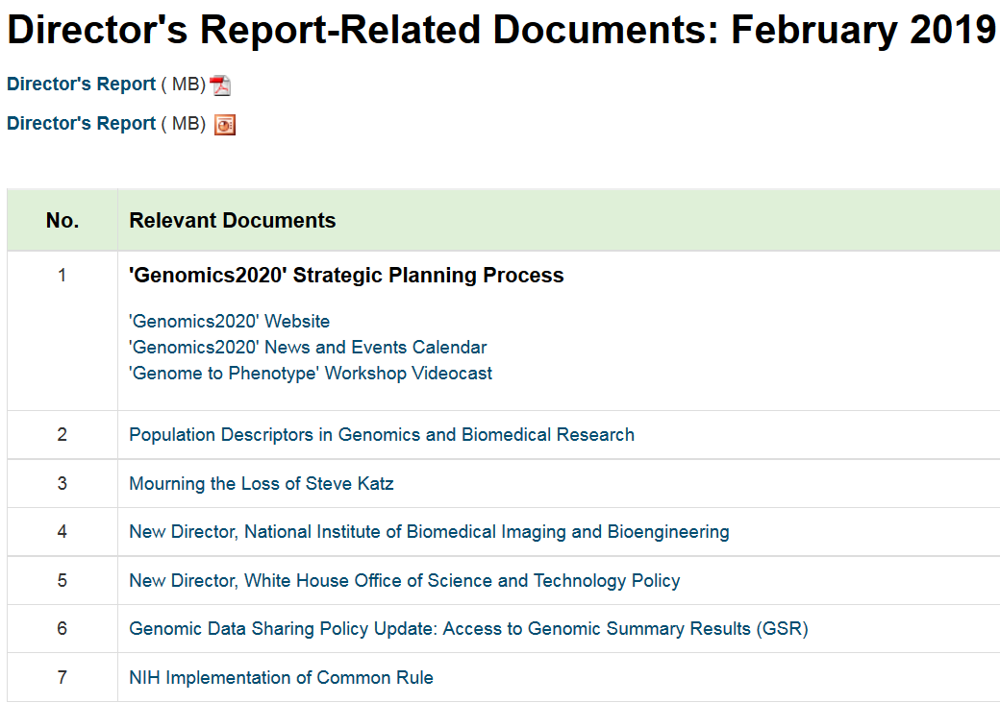 Director's Report-Related Documents: February 2019
Director's Report ( MB)
Director's Report ( MB)
No. Relevant Documents
1 'Genomics2020' Strategic Planning Process
'Genomics2020' Website
'Genomics2020' News and Events Calendar
'Genome to Phenotype' Workshop Videocast
2 Population Descriptors in Genomics and Biomedical Research
3 Mourning the Loss of Steve Katz
4 New Director, National Institute of Biomedical Imaging and Bioengineering
5 New Director, White House Office of Science and Technology Policy
6 Genomic Data Sharing Policy Update: Access to Genomic Summary Results (GSR)
7 NIH Implementation of Common Rule